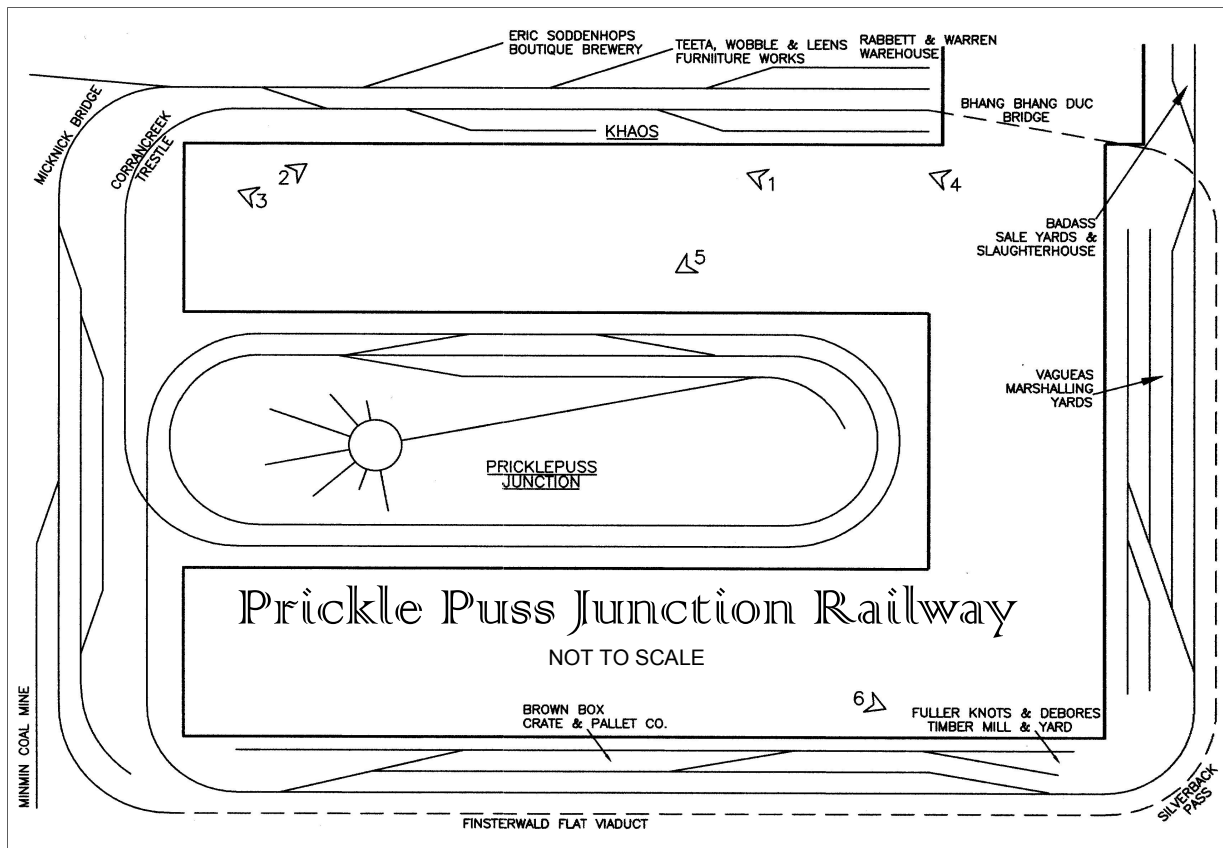 ERIC SODDENHOPS
BOUTIQUE BREWERY
TEETA, WOBBLE & LEENS
FURNIITURE WORKS
RABBETT & WARREN
WAREHOUSE
MICKNICK BRIDGE
CORRANCREEK
TRESTLE
KHAOS
BHANG BHANG DUC
BRIDGE
2
3
1
4
5
BADASS
SALE YARDS &
SLAUGHTERHOUSE
VAGUEAS
MARSHALLING
YARDS
PRICKLEPUSS
JUNCTION
Prickle Puss Junction Railway
NOT TO SCALE
MINMIN COAL MINE
BROWN BOX
CRATE & PALLET CO.
6
FULLER KNOTS & DEBORES
TIMBER MILL & YARD
SILVERBACK
PASS
FINSTERWALD FLAT VIADUCT